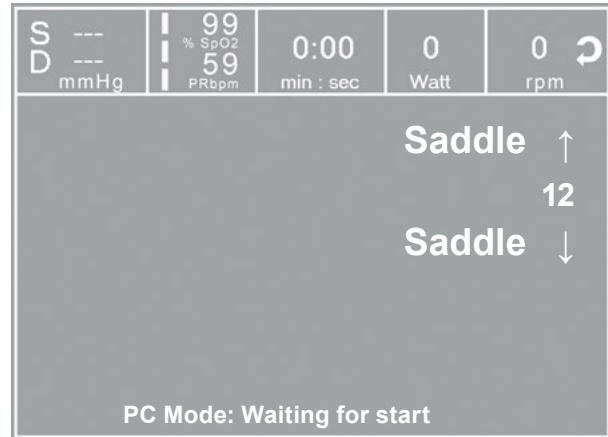 S ---
D ---
mmHg
99
% SpO2
59
PRbpm
0:00
min : sec
0
Watt
0
rpm
Saddle ↑
12
Saddle ↓
PC Mode: Waiting for start